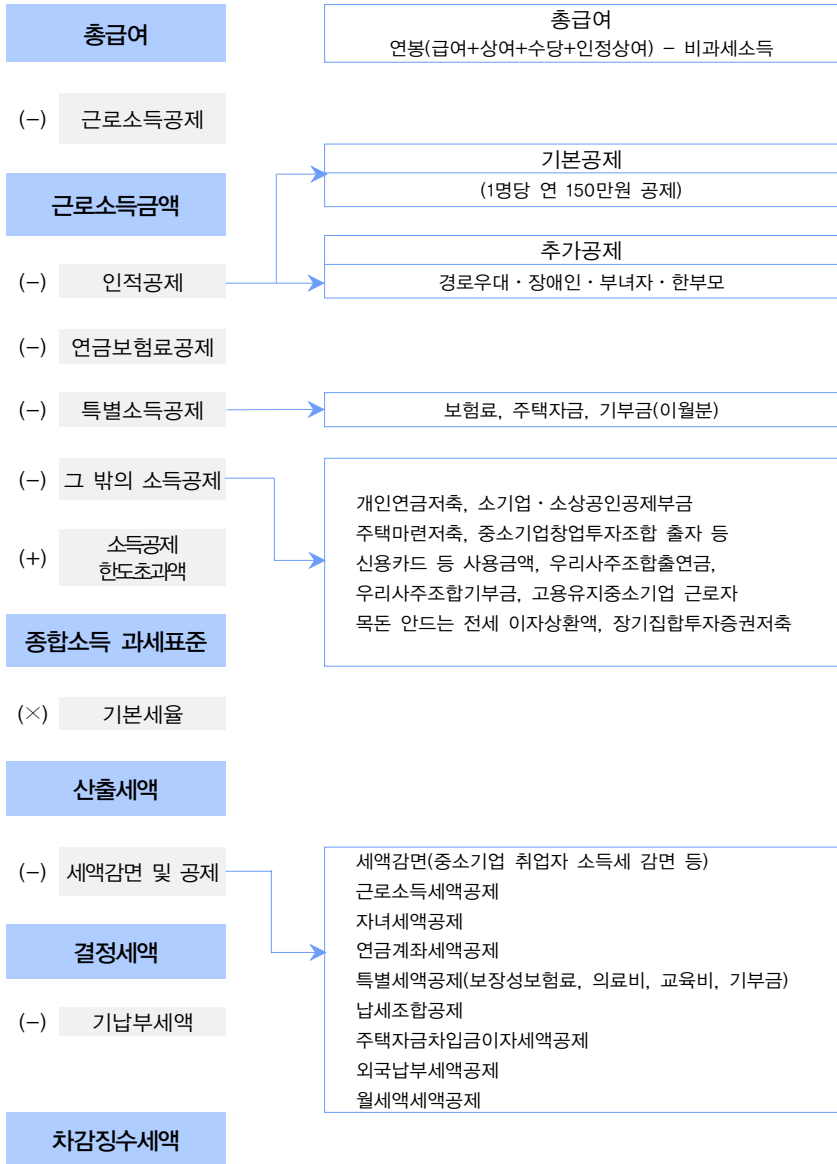 총급여
총급여
연봉(급여+상여+수당+인정상여) - 비과세소득
(-) 근로소득공제
근로소득금액
기본공제
(1명당 연 150만원 공제)
추가공제
(-) 인적공제
경로우대·장애인·부녀자·한부모
(-) 연금보험료공제
(-) 특별소득공제
보험료, 주택자금, 기부금(이월분)
(-) 그 밖의 소득공제
개인연금저축, 소기업·소상공인공제부금
주택마련저축, 중소기업창업투자조합 출자 등
신용카드 등 사용금액, 우리사주조합출연금,
우리사주조합기부금, 고용유지중소기업 근로자
목돈 안드는 전세 이자상환액, 장기집합투자증권저축
(+) 소득공제
한도초과액
종합소득 과세표준
(×) 기본세율
산출세액
(-) 세액감면 및 공제
세액감면(중소기업 취업자 소득세 감면 등)
근로소득세액공제
자녀세액공제
연금계좌세액공제
특별세액공제(보장성보험료, 의료비, 교육비, 기부금)
납세조합공제
주택자금차입금이자세액공제
외국납부세액공제
월세액세액공제
결정세액
(-) 기납부세액
차감징수세액